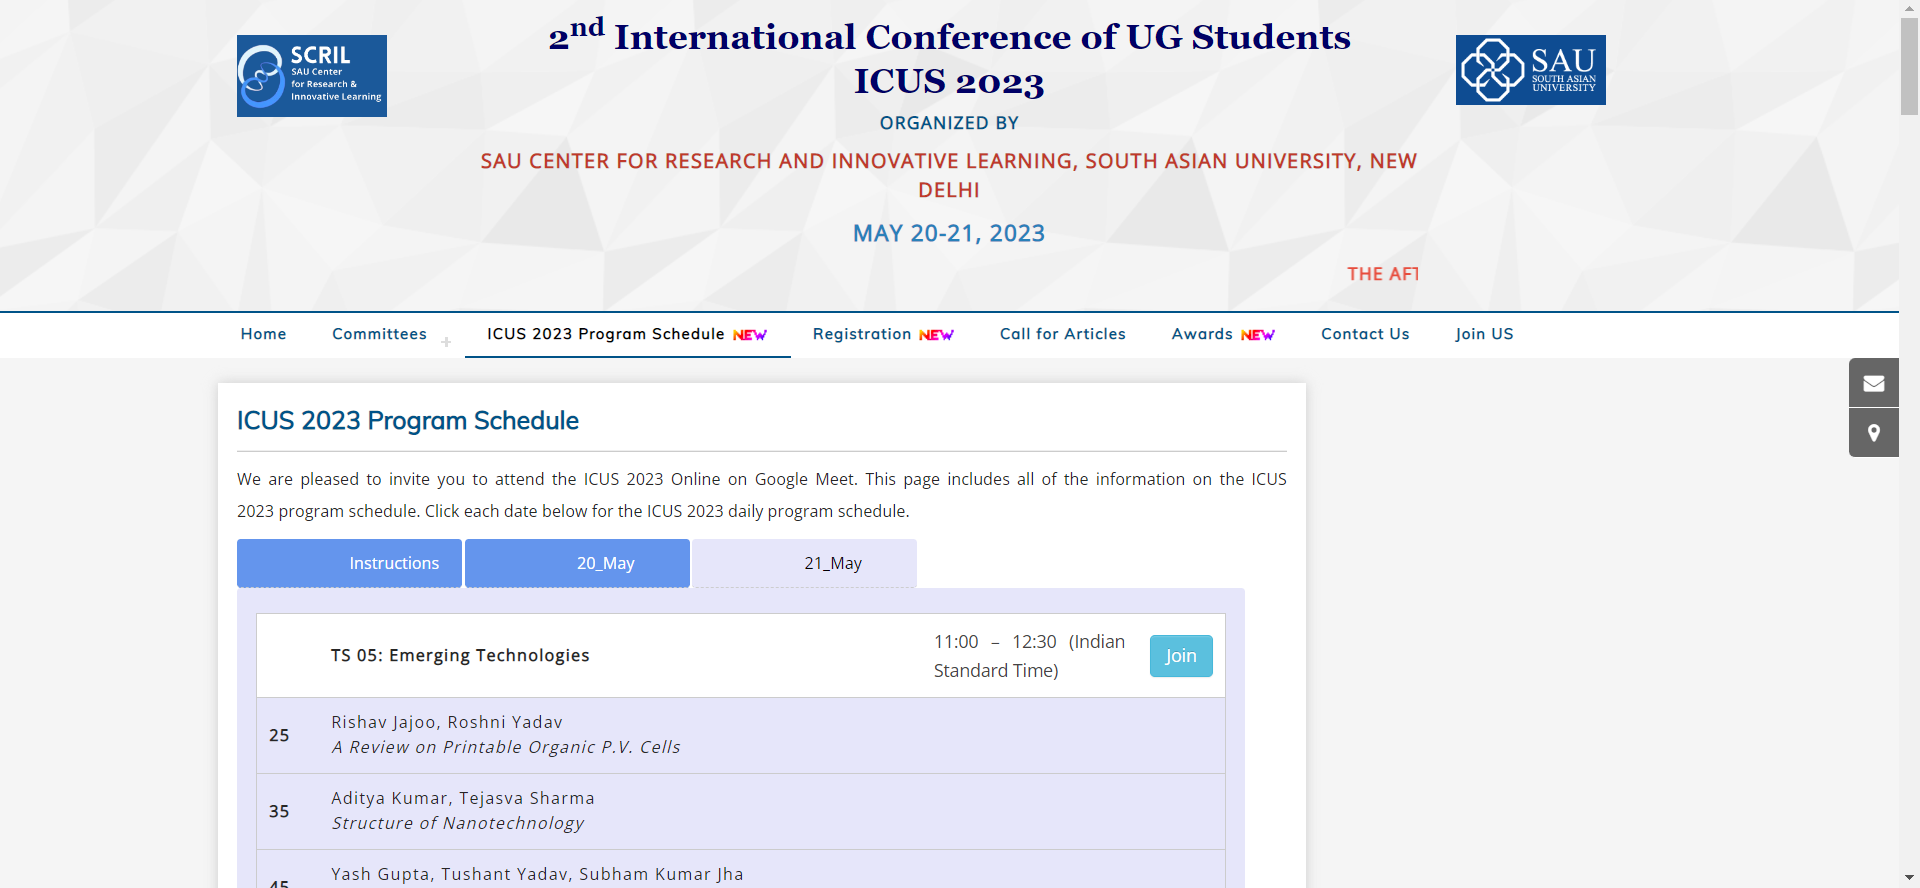 SCRIL
SAU Center
for Research &
Innovative Learning
2nd International Conference of UG Students
ICUS 2023
ORGANIZED BY
SAU CENTER FOR RESEARCH AND INNOVATIVE LEARNING, SOUTH ASIAN UNIVERSITY, NEW
DELHI
MAY 20-21, 2023
THE
SAU
SOUTH ASIAN
UNIVERSITY
Home Committees + ICUS 2023 Program Schedule NEW Registration NEW Call for Articles Awards NEW Contact Us Join US
ICUS 2023 Program Schedule
We are pleased to invite you to attend the ICUS 2023 Online on Google Meet. This page includes all of the information on the ICUS
2023 program schedule. Click each date below for the ICUS 2023 daily program schedule.
Instructions 20_May 21_May
TS 05: Emerging Technologies
11:00 – 12:30 (Indian
Standard Time)
Join
25
Rishav Jajoo, Roshni Yadav
A Review on Printable Organic P.V. Cells
35
Aditya Kumar, Tejasva Sharma
Structure of Nanotechnology
45
Yash Gupta, Tushant Yadav, Subham Kumar Jha